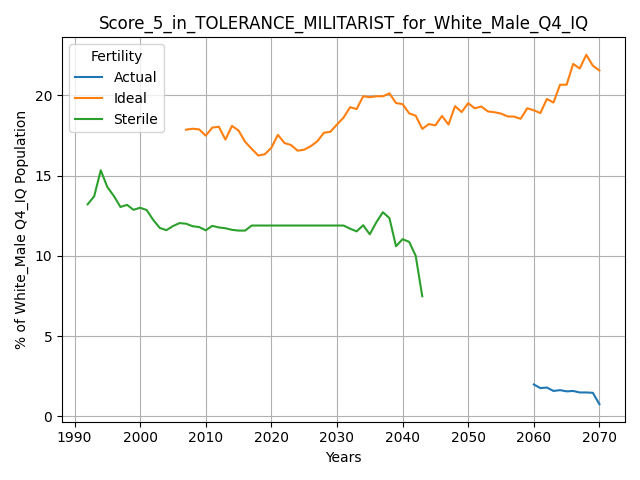 Score_5_in_TOLERANCE_MILITARIST_for_White_Male_Q4_IQ
Fertility
Actual
Ideal
Sterile
% of White_Male Q4_IQ Population
20
15
10
5
0
1990 2000 2010 2020 2030 2040 2050 2060 2070
Years